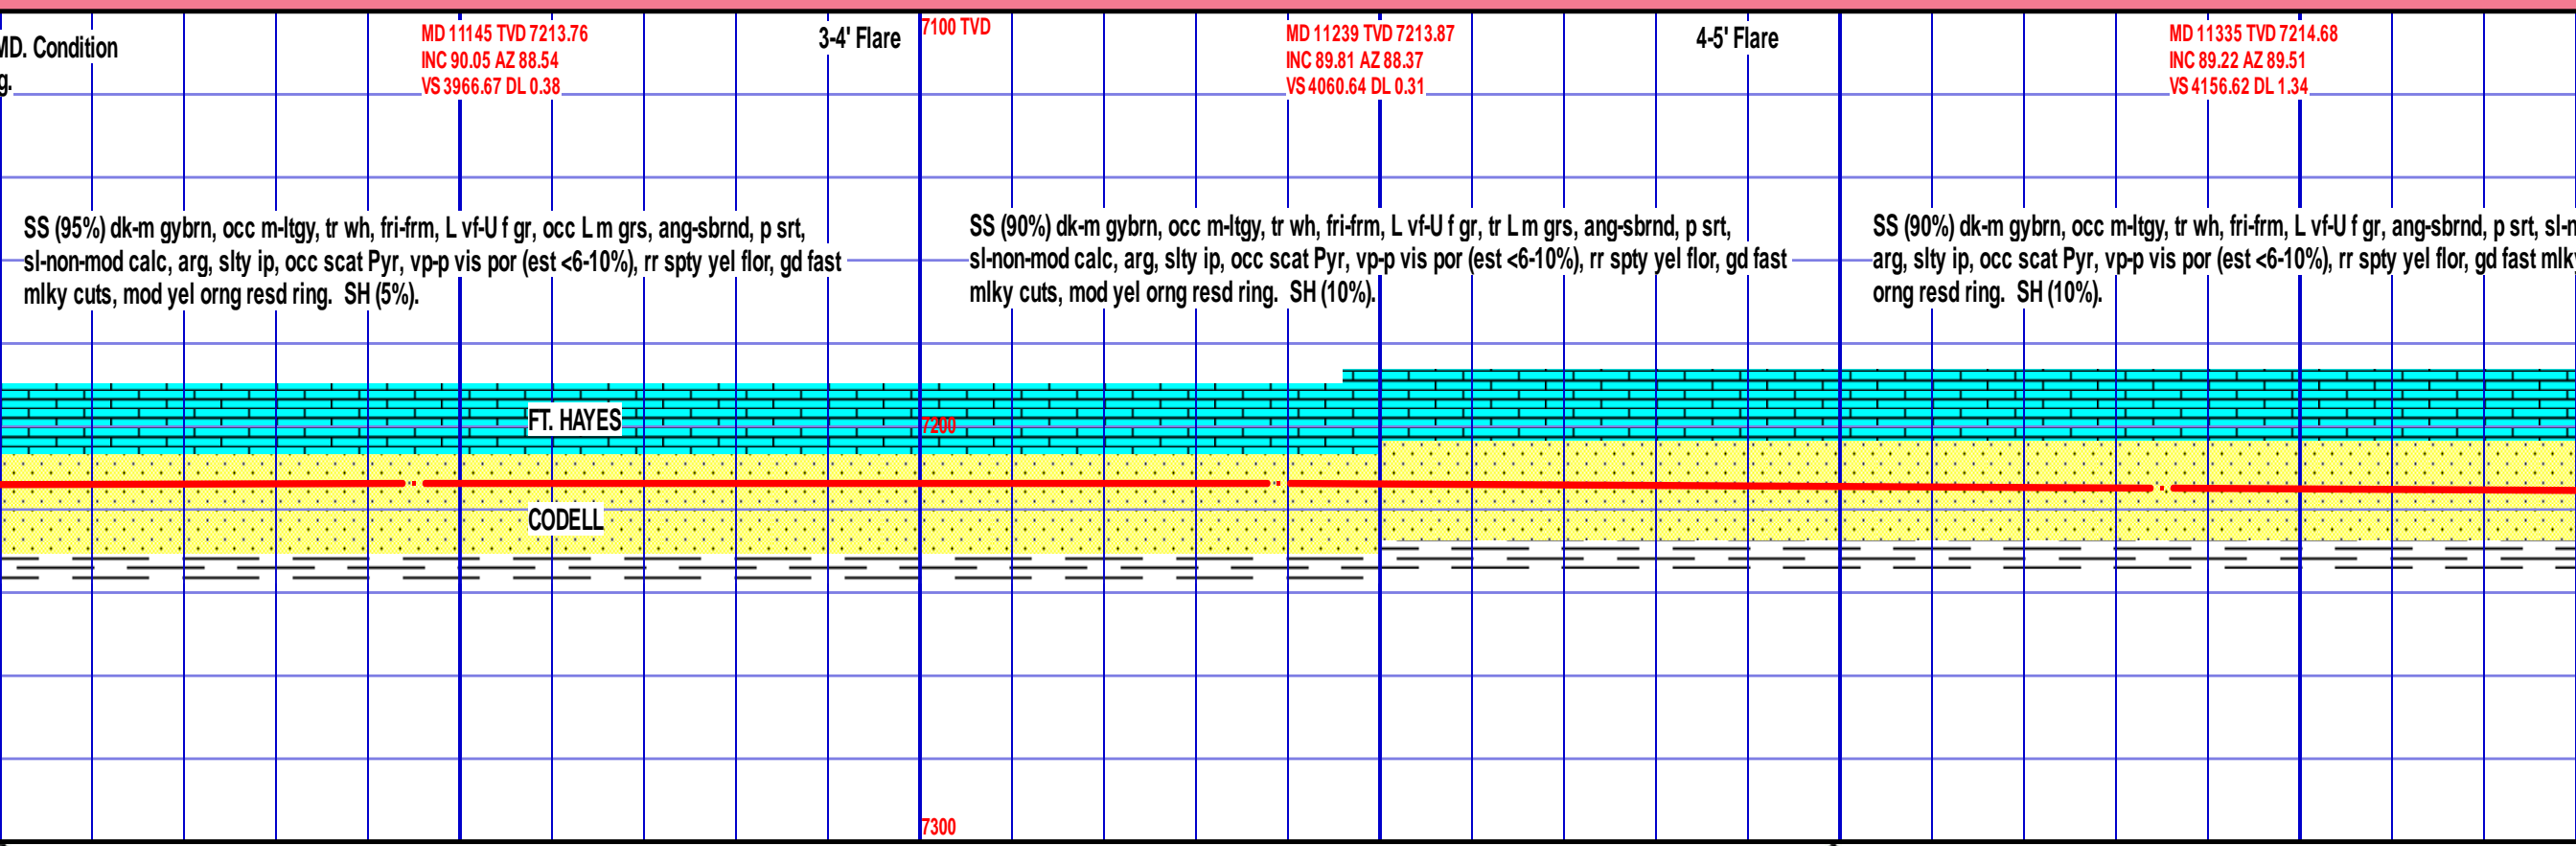 MD. Condition
g.
MD 11145 TVD 7213.76
INC 90.05 AZ 88.54
VS 3966.67 DL 0.38
3-4' Flare
7100 TVD
MD 11239 TVD 7213.87
INC 89.81 AZ 88.37
VS 4060.64 DL 0.31
4-5' Flare
MD 11335 TVD 7214.68
INC 89.22 AZ 89.51
VS 4156.62 DL 1.34
SS (95%) dk-m gybrn, occ m-ltgy, tr wh, fri-frm, L vf-U f gr, occ L m grs, ang-sbrnd, p srt,
sl-non-mod calc, arg, slty ip, occ scat Pyr, vp-p vis por (est <6-10%), rr spty yel flor, gd fast
mlky cuts, mod yel orng resd ring. SH (5%).
SS (90%) dk-m gybrn, occ m-ltgy, tr wh, fri-frm, L vf-U f gr, tr L m grs, ang-sbrnd, p srt,
sl-non-mod calc, arg, slty ip, occ scat Pyr, vp-p vis por (est <6-10%), rr spty yel flor, gd fast
mlky cuts, mod yel orng resd ring. SH (10%).
SS (90%) dk-m gybrn, occ m-ltgy, tr wh, fri-frm, L vf-U f gr, ang-sbrnd, p srt, sl-n
arg, slty ip, occ scat Pyr, vp-p vis por (est <6-10%), rr spty yel flor, gd fast mlk
orng resd ring. SH (10%).
FT. HAYES
7200
CODELL
7300